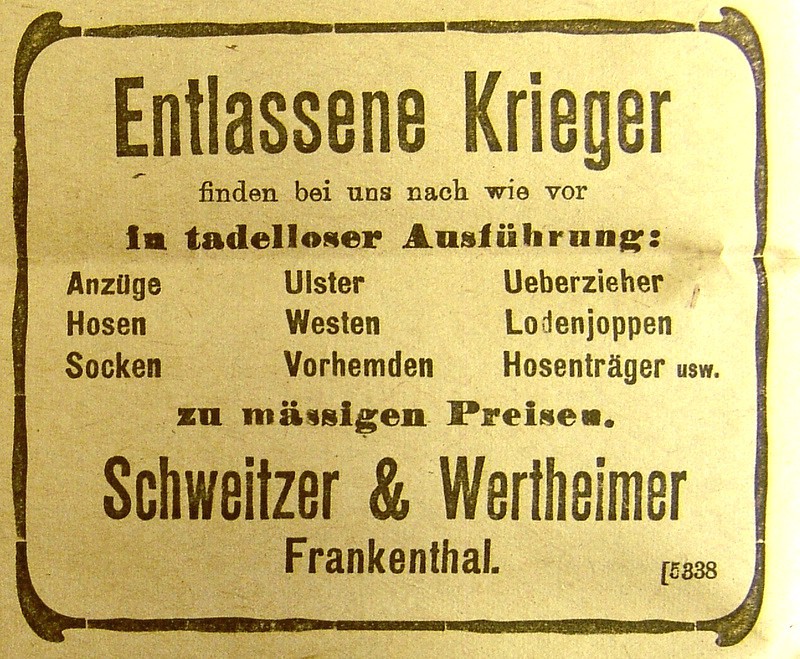 Entlassene Krieger
finden bei uns nach wie vor
in tadelloser Ausführung:
Anzüge Ulster Ueberzieher
Hosen Westen Lodenjoppen
Socken Vorhemden Hosenträger usw.
zu mässigen Preisen.
Schweitzer & Wertheimer
Frankenthal.
[5338